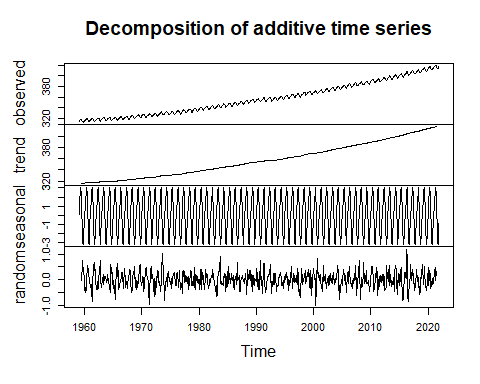 Decomposition of additive time series
observed
380
320
trend
380
320
seasonal
1
-1
-3
random
1.0
0.0
-1.0
1960 1970 1980 1990 2000 2010 2020
Time